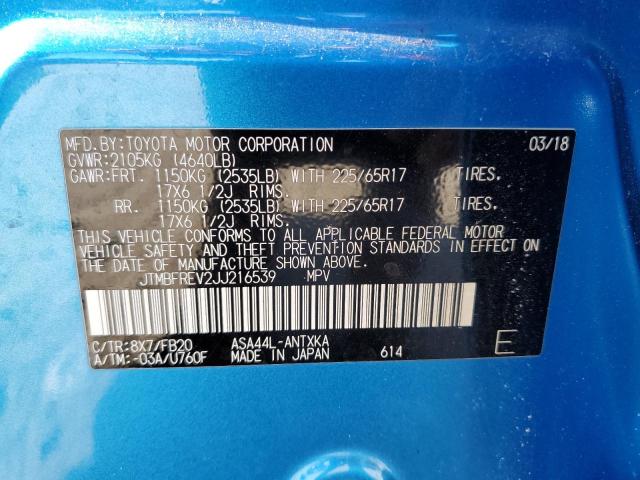 MFD.BY:TOYOTA MOTOR CORPORATION 03/18
GVWR:2105KG (4640LB)
GAWR:FRT. 1150KG (2535LB) WITH 225/65R17 TIRES.
17X6 1/2J RIMS.
RR. 1150KG (2535LB) WITH 225/65R17 TIRES.
17X6 1/2J RIMS.
THIS VEHICLE CONFORMS TO ALL APPLICABLE FEDERAL MOTOR
VEHICLE SAFETY AND THEFT PREVENTION STANDARDS IN EFFECT ON
THE DATE OF MANUFACTURE SHOWN ABOVE.
JTMBFREV2JJ216539 MPV
C/TR:8X7/FB20 ASA44L-ANTXKA
A/TM:-03A/U760F MADE IN JAPAN 614 E